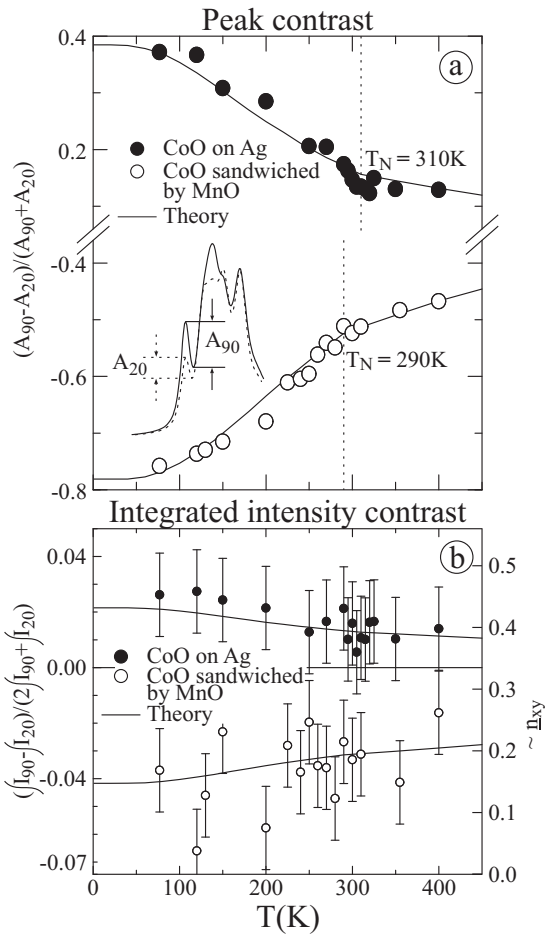 Peak contrast
0.4
a
0.2
CoO on Ag
CoO sandwiched
by MnO
Theory
T_N = 310K
(A_90-A_20)/(A_90+A_20)
-0.4
A_90
A_20
T_N = 290K
-0.6
-0.8
Integrated intensity contrast
0.04
b
0.5
0.4
0.00
CoO on Ag
CoO sandwiched
by MnO
Theory
0.3
(∫I_90-∫I_20)/(2∫I_90+∫I_20)
~ n_xy
0.2
-0.04
0.1
-0.07
0.0
0 100 200 300 400
T(K)